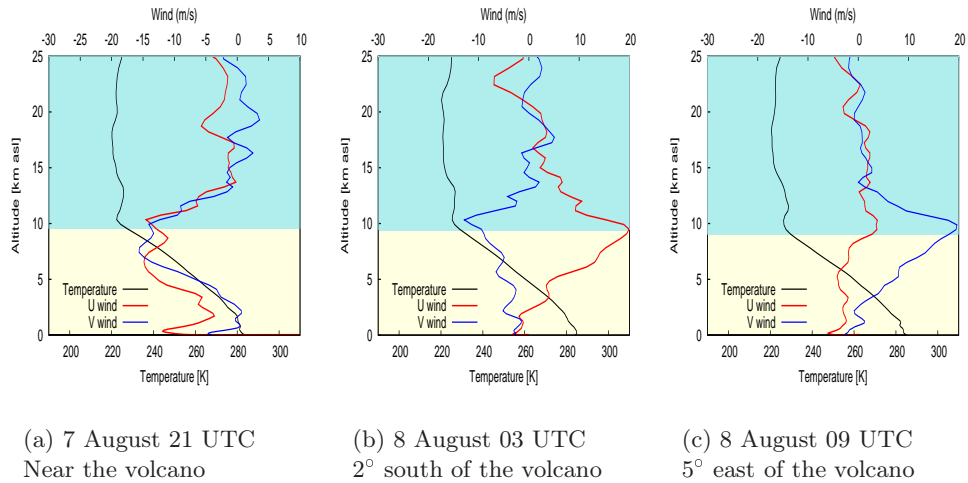 Wind (m/s)
-30 -25 -20 -15 -10 -5 0 5 10
25
20
15
10
5
0
Altitude [km asl]
Temperature
U wind
V wind
200 220 240 260 280 300
Temperature [K]
(a) 7 August 21 UTC
Near the volcano
Wind (m/s)
-30 -20 -10 0 10 20
25
20
15
10
5
0
Altitude [km asl]
Temperature
U wind
V wind
200 220 240 260 280 300
Temperature [K]
(b) 8 August 03 UTC
2° south of the volcano
Wind (m/s)
-30 -20 -10 0 10 20
25
20
15
10
5
0
Altitude [km asl]
Temperature
U wind
V wind
200 220 240 260 280 300
Temperature [K]
(c) 8 August 09 UTC
5° east of the volcano